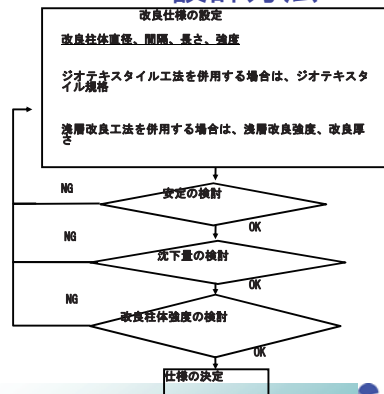 改良仕様の設定
改良柱体直径、間隔、長さ、強度
ジオテキスタイル工法を併用する場合は、ジオテキスタ
イル規格
浅層改良工法を併用する場合は、浅層改良強度、改良厚
さ
NG
安定の検討
OK
NG
沈下量の検討
OK
NG
改良柱体強度の検討
OK
仕様の決定